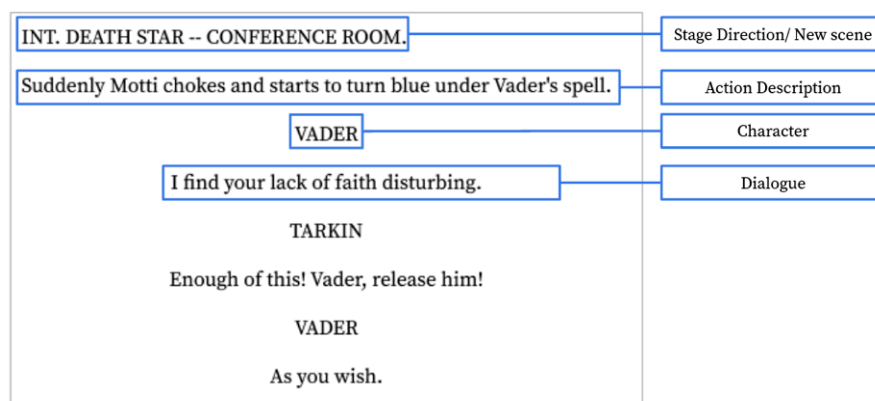 INT. DEATH STAR -- CONFERENCE ROOM.
Stage Direction/ New scene
Suddenly Motti chokes and starts to turn blue under Vader's spell.
Action Description
VADER
Character
I find your lack of faith disturbing.
Dialogue
TARKIN
Enough of this! Vader, release him!
VADER
As you wish.